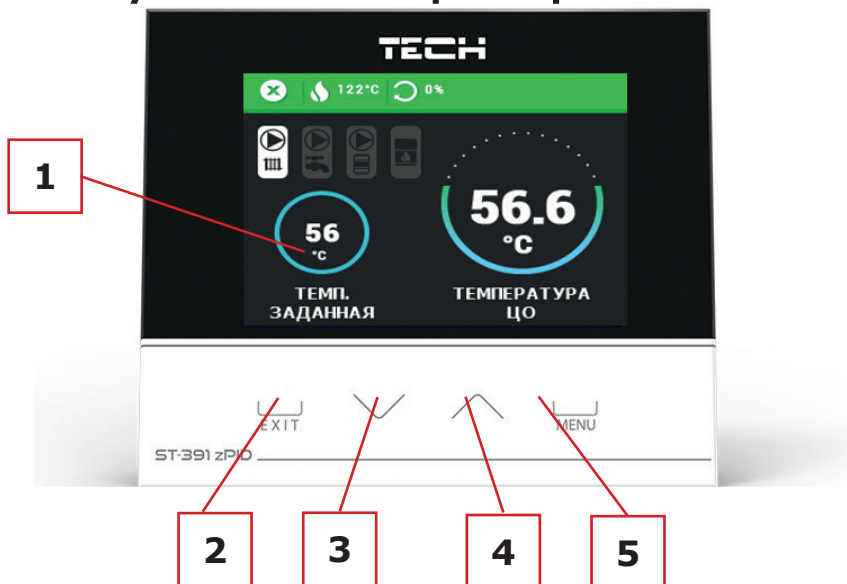 TECH
122°C 0%
56
°C
56.6
°C
ТЕМП.
ЗАДАННАЯ
ТЕМПЕРАТУРА
ЦО
1
EXIT
MENU
ST-391 zPID
2
3
4
5